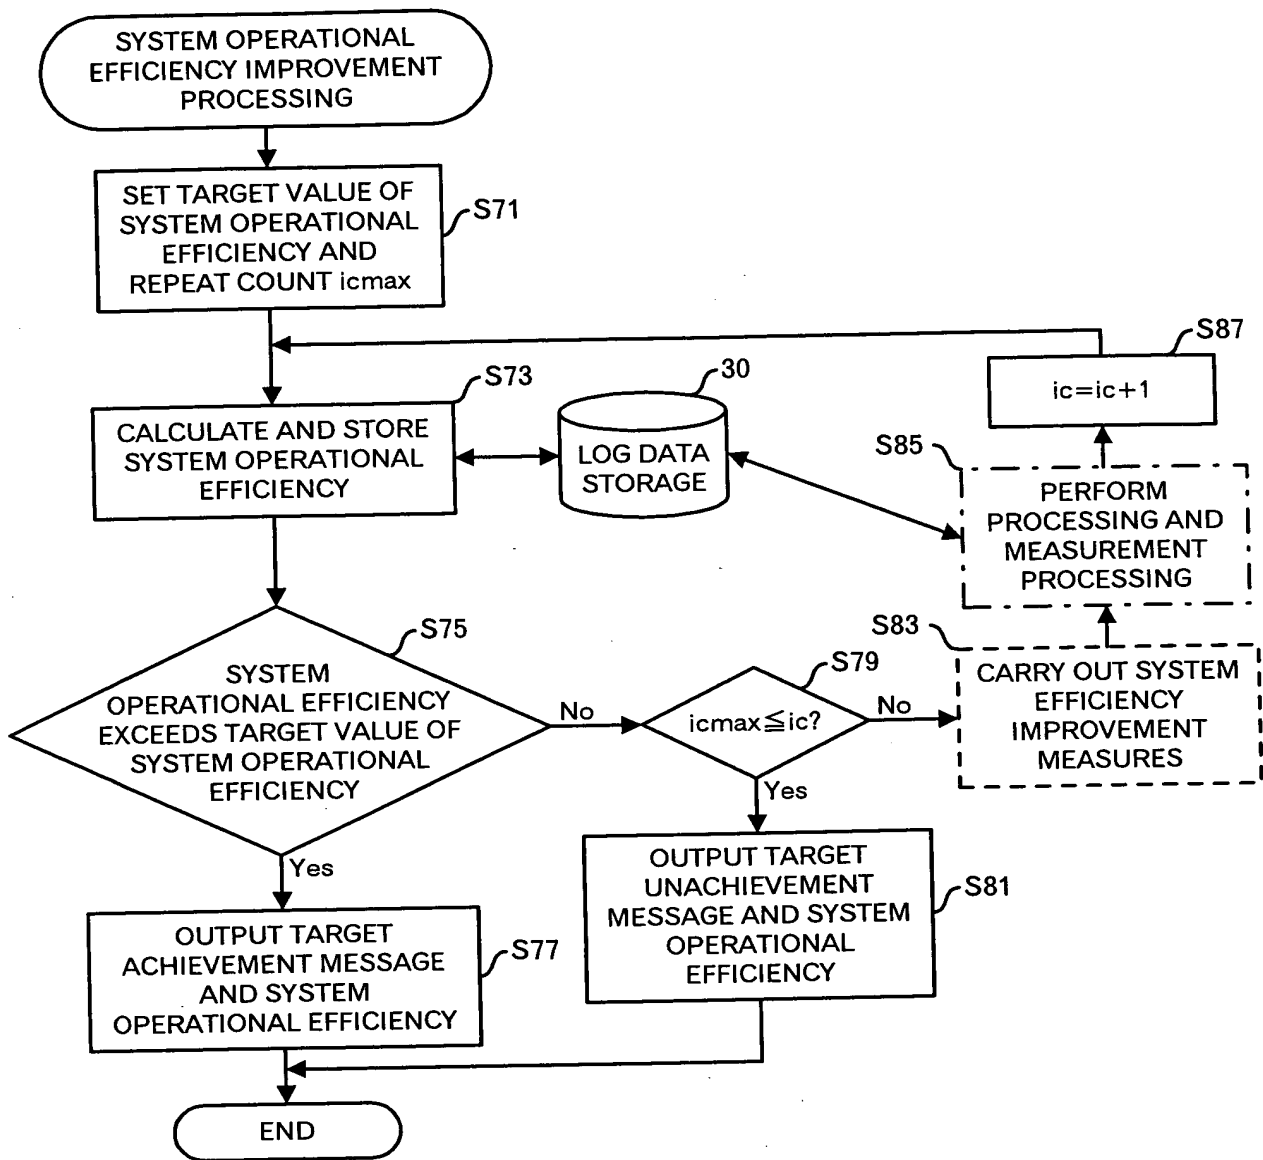 SYSTEM OPERATIONAL
EFFICIENCY IMPROVEMENT
PROCESSING
SET TARGET VALUE OF
SYSTEM OPERATIONAL
EFFICIENCY AND
REPEAT COUNT icmax
S71
S87
ic=ic+1
S73
CALCULATE AND STORE
SYSTEM OPERATIONAL
EFFICIENCY
30
LOG DATA
STORAGE
S85
PERFORM
PROCESSING AND
MEASUREMENT
PROCESSING
S75
SYSTEM
OPERATIONAL EFFICIENCY
EXCEEDS TARGET VALUE OF
SYSTEM OPERATIONAL
EFFICIENCY
No
S79
icmax≦ic?
No
S83
CARRY OUT SYSTEM
EFFICIENCY
IMPROVEMENT
MEASURES
Yes
Yes
OUTPUT TARGET
ACHIEVEMENT MESSAGE
AND SYSTEM
OPERATIONAL EFFICIENCY
S77
OUTPUT TARGET
UNACHIEVEMENT
MESSAGE AND SYSTEM
OPERATIONAL
EFFICIENCY
S81
END